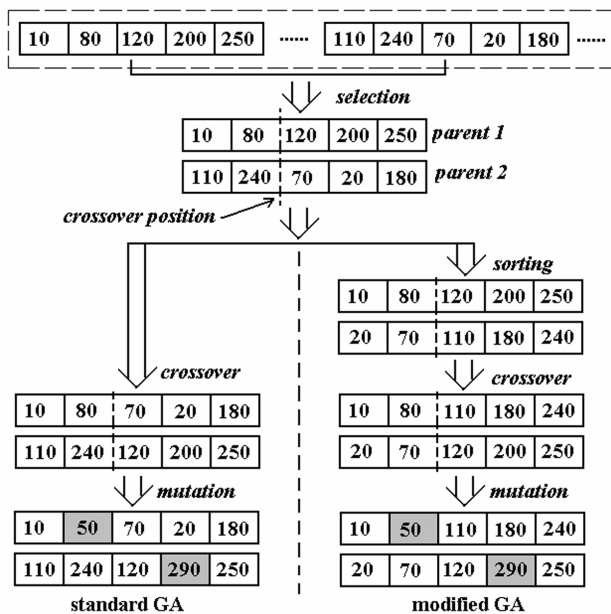 10 80 120 200 250 ...... 110 240 70 20 180 ......
selection
10 80 120 200 250 parent 1
110 240 70 20 180 parent 2
crossover position
sorting
10 80 120 200 250
20 70 110 180 240
crossover crossover
10 80 70 20 180 10 80 110 180 240
110 240 120 200 250 20 70 120 200 250
mutation mutation
10 50 70 20 180 10 50 110 180 240
110 240 120 290 250 20 70 120 290 250
standard GA modified GA